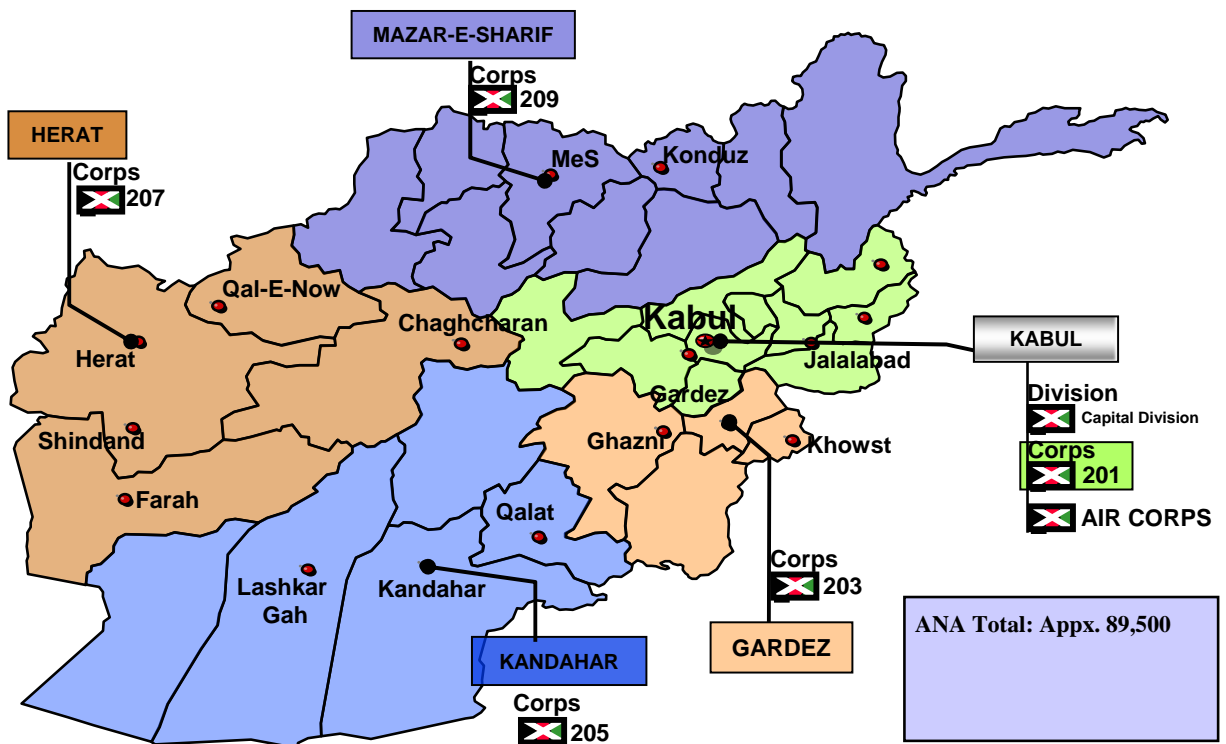 MAZAR-E-SHARIF
Corps
209
HERAT
Corps
207
MeS
Konduz
Qal-E-Now
Chaghcharan
Kabul
Herat
Jalalabad
KABUL
Division
Capital Division
Corps
201
AIR CORPS
Gardez
Shindand
Ghazni
Khowst
Farah
Qalat
Lashkar
Gah
Kandahar
Corps
203
GARDEZ
KANDAHAR
Corps
205
ANA Total: Appx. 89,500